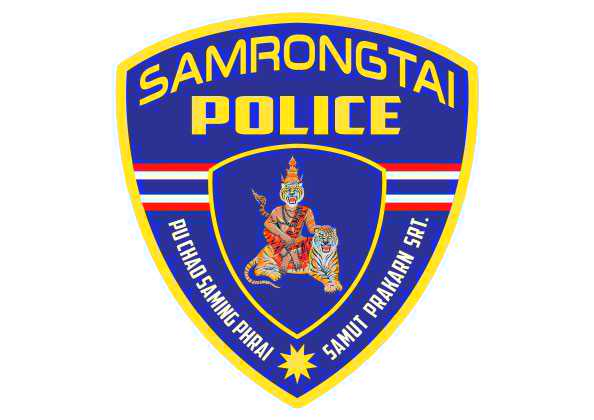 SAMRONGTAI
POLICE
PU CHAO SAMING PHRAI
SAMUT PRAKARN SRT.